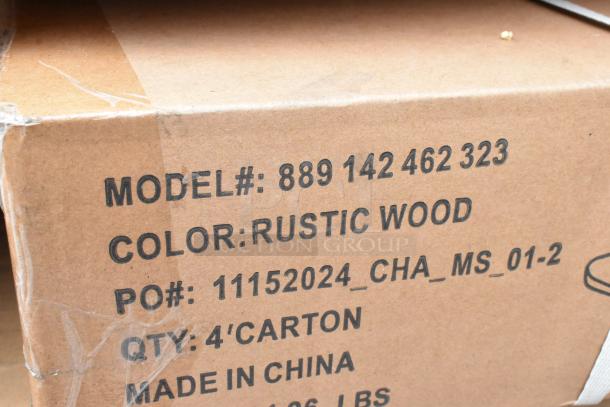 MODEL#: 889 142 462 323
COLOR:RUSTIC WOOD
PO#: 11152024_CHA_MS_01-2
QTY: 4'CARTON
MADE IN CHINA
LBS